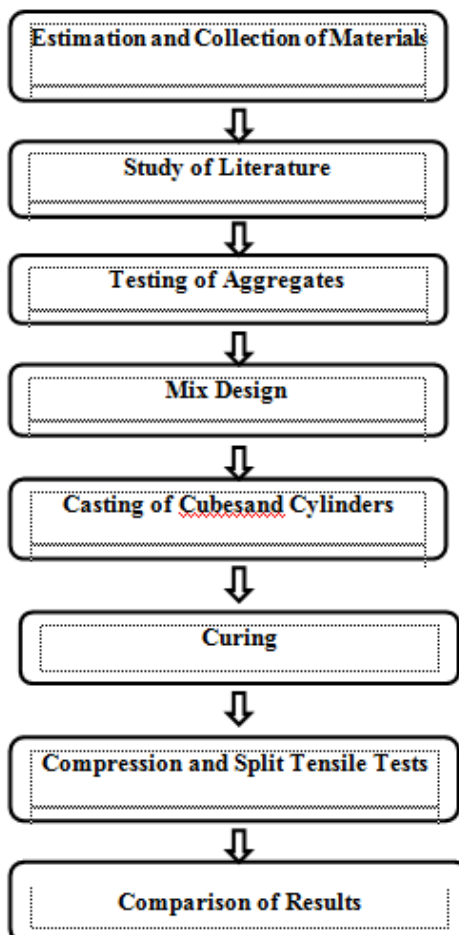 Estimation and Collection of Materials
Study of Literature
Testing of Aggregates
Mix Design
Casting of Cubesand Cylinders
Curing
Compression and Split Tensile Tests
Comparison of Results